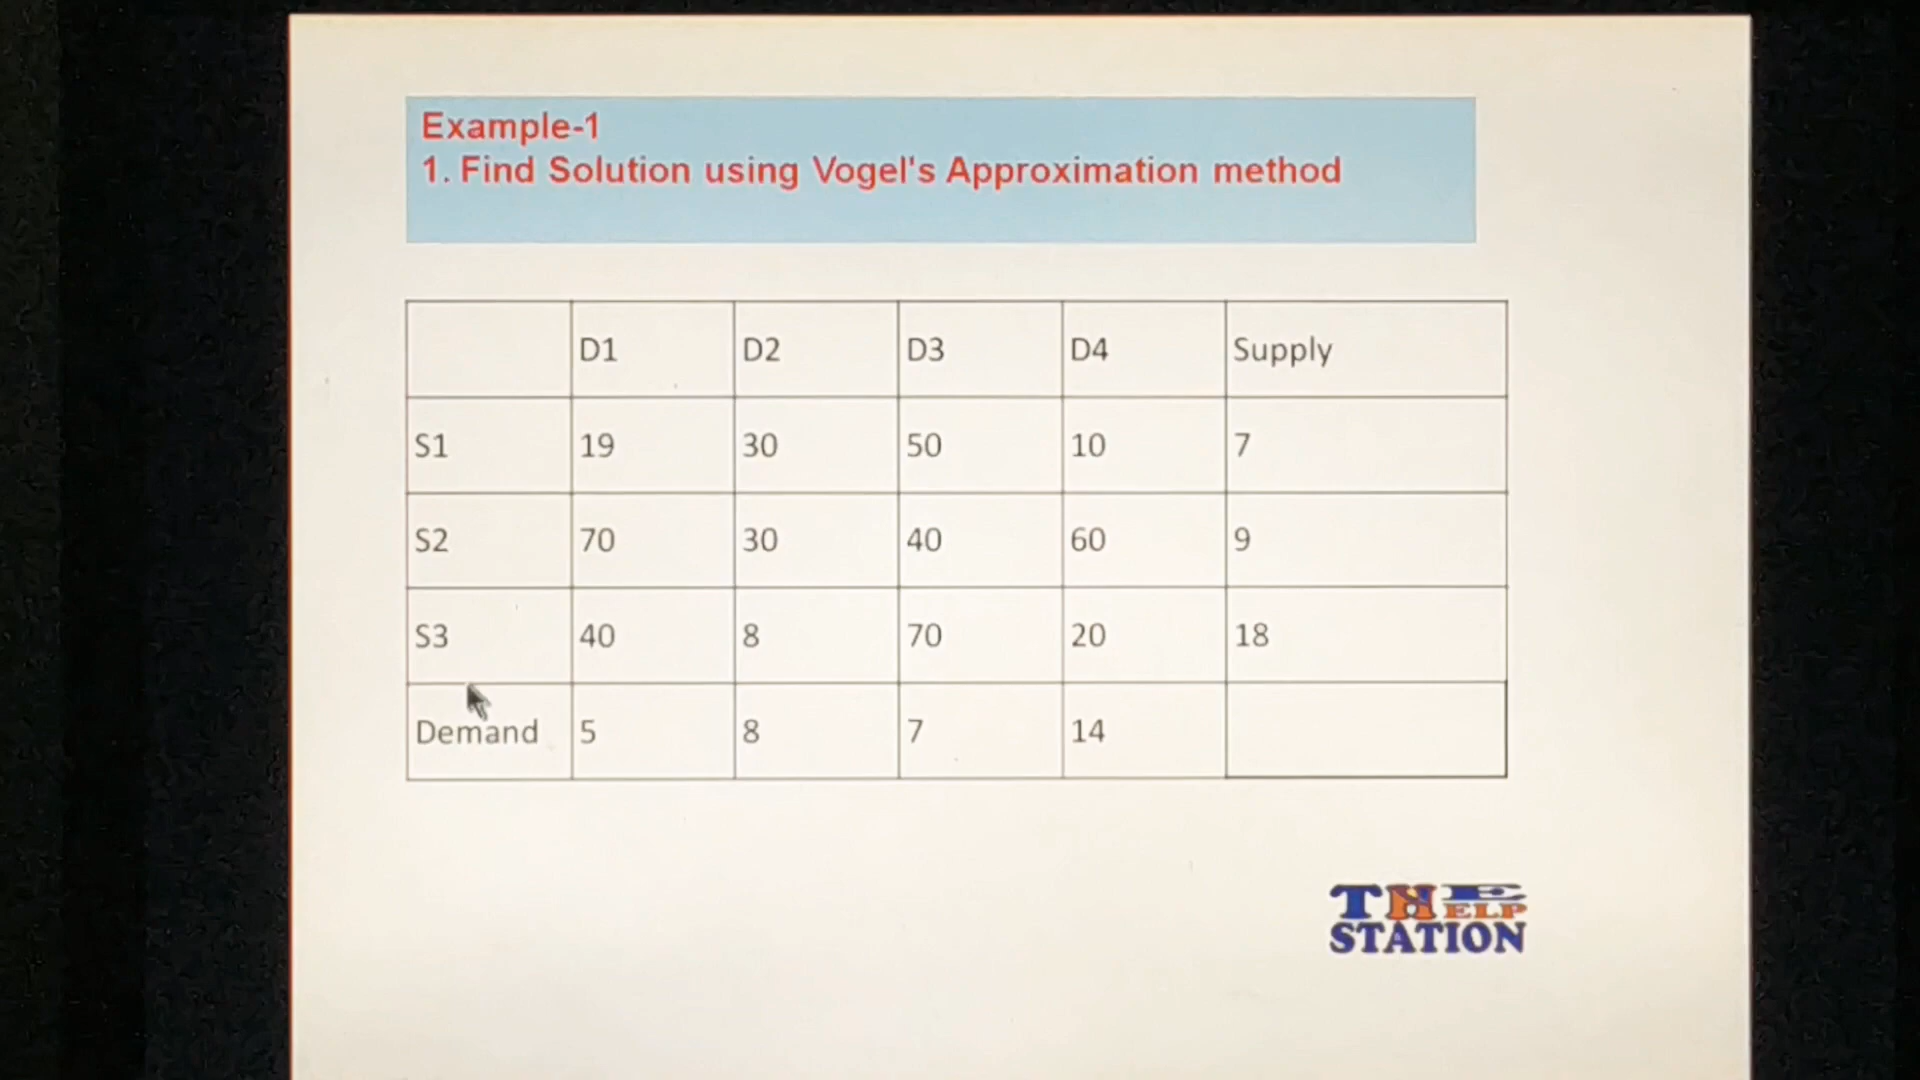 Example-1
1. Find Solution using Vogel's Approximation method
D1 D2 D3 D4 Supply
S1 19 30 50 10 7
S2 70 30 40 60 9
S3 40 8 70 20 18
Demand 5 8 7 14
THE
HELP
STATION